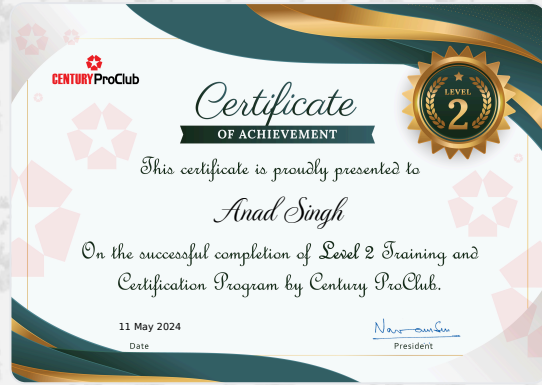 CENTURY ProClub
LEVEL
2
Certificate
OF ACHIEVEMENT
This certificate is proudly presented to
Anad Singh
On the successful completion of Level 2 Training and
Certification Program by Century ProClub.
11 May 2024
Date
President